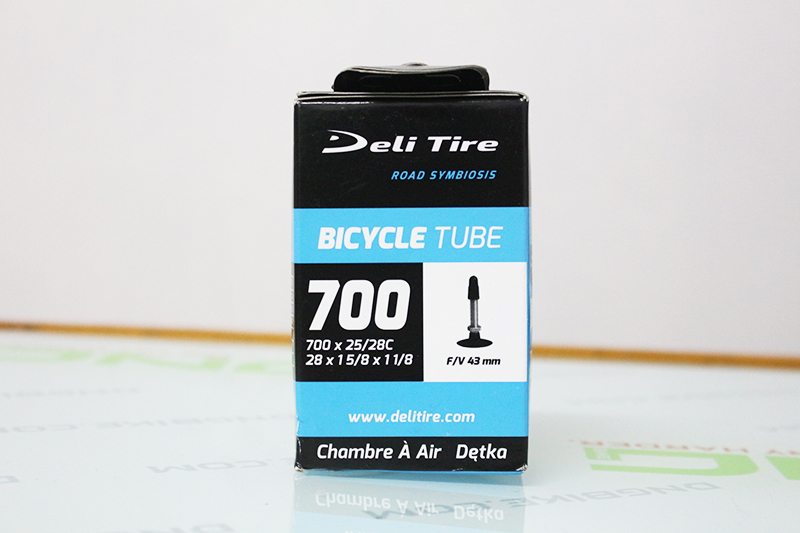 Deli Tire
ROAD SYMBIOSIS
BICYCLE TUBE
700
700 x 25/28C
28 x 1 5/8 x 1 1/8
F/V 43 mm
www.delitire.com
Chambre À Air Dętka